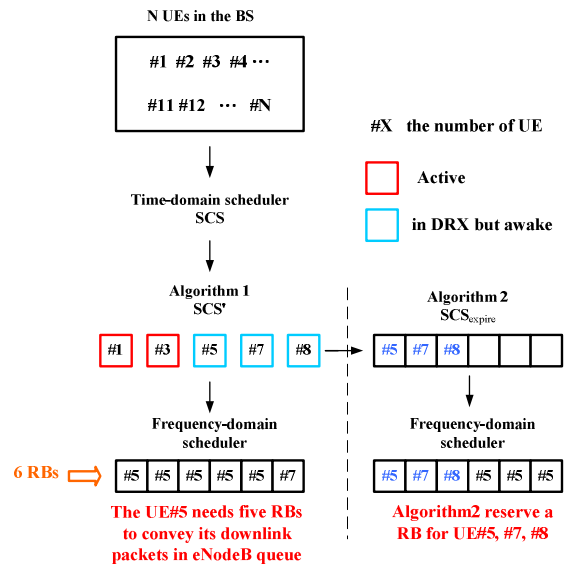 N UEs in the BS
#1 #2 #3 #4 ···
#11 #12 ··· #N
#X the number of UE
Active
in DRX but awake
Time-domain scheduler
SCS
Algorithm 1
SCS'
#1 #3 #5 #7 #8
Frequency-domain
scheduler
6 RBs
#5 #5 #5 #5 #5 #7
The UE#5 needs five RBs
to convey its downlink
packets in eNodeB queue
Algorithm 2
SCSexpire
#5 #7 #8
Frequency-domain
scheduler
#5 #7 #8 #5 #5 #5
Algorithm2 reserve a
RB for UE#5, #7, #8